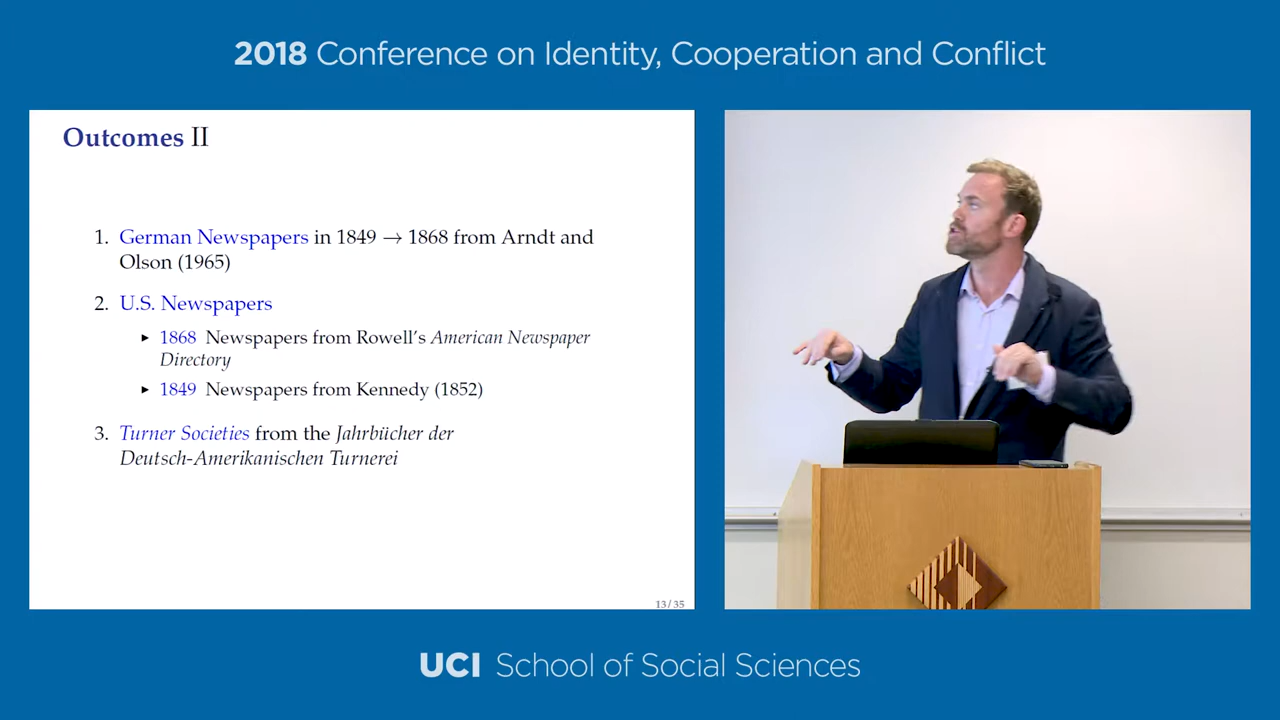 2018 Conference on Identity, Cooperation and Conflict
Outcomes II
1. German Newspapers in 1849 → 1868 from Arndt and
Olson (1965)
2. U.S. Newspapers
▸ 1868 Newspapers from Rowell's American Newspaper
Directory
▸ 1849 Newspapers from Kennedy (1852)
3. Turner Societies from the Jahrbücher der
Deutsch-Amerikanischen Turnerei
13/35
UCI School of Social Sciences